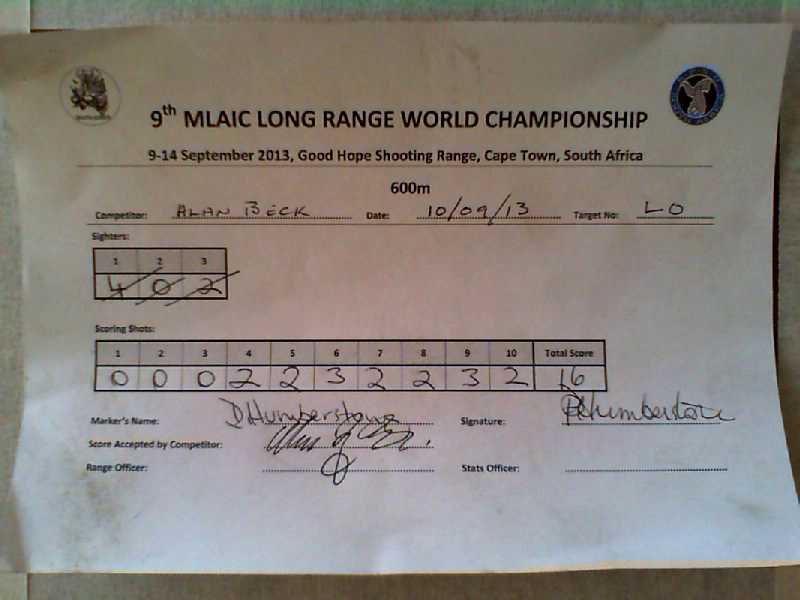 9th MLAIC LONG RANGE WORLD CHAMPIONSHIP
9-14 September 2013, Good Hope Shooting Range, Cape Town, South Africa
600m
Competitor: ALAN BECK Date: 10/09/13 Target No: LO
Sighters:
1 2 3
4 0 2
Scoring Shots:
1 2 3 4 5 6 7 8 9 10 Total Score
0 0 0 2 2 3 2 2 3 2 16
Marker's Name: D Humberstone Signature: Humberstone
Score Accepted by Competitor:
Range Officer: Stats Officer: